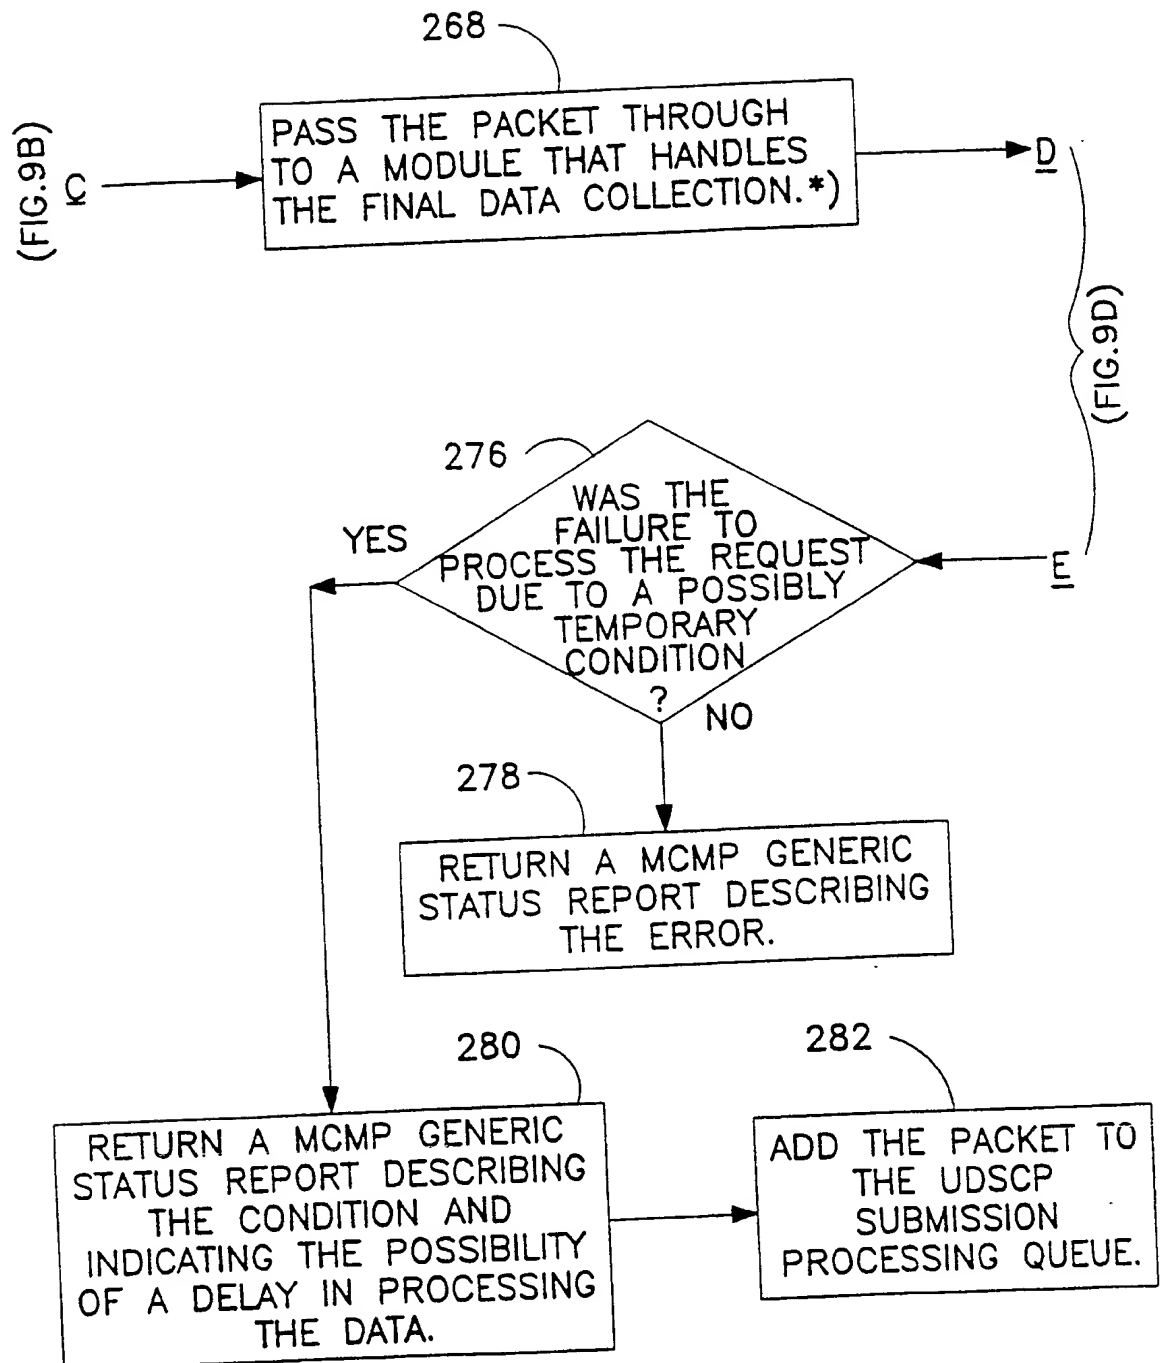 268
(FIG.9B)
C
PASS THE PACKET THROUGH
TO A MODULE THAT HANDLES
THE FINAL DATA COLLECTION.*)
D
(FIG.9D)
276
WAS THE
FAILURE TO
PROCESS THE REQUEST
DUE TO A POSSIBLY
TEMPORARY
CONDITION
?
YES
E
NO
278
RETURN A MCMP GENERIC
STATUS REPORT DESCRIBING
THE ERROR.
280
RETURN A MCMP GENERIC
STATUS REPORT DESCRIBING
THE CONDITION AND
INDICATING THE POSSIBILITY
OF A DELAY IN PROCESSING
THE DATA.
282
ADD THE PACKET TO
THE UDSCP
SUBMISSION
PROCESSING QUEUE.